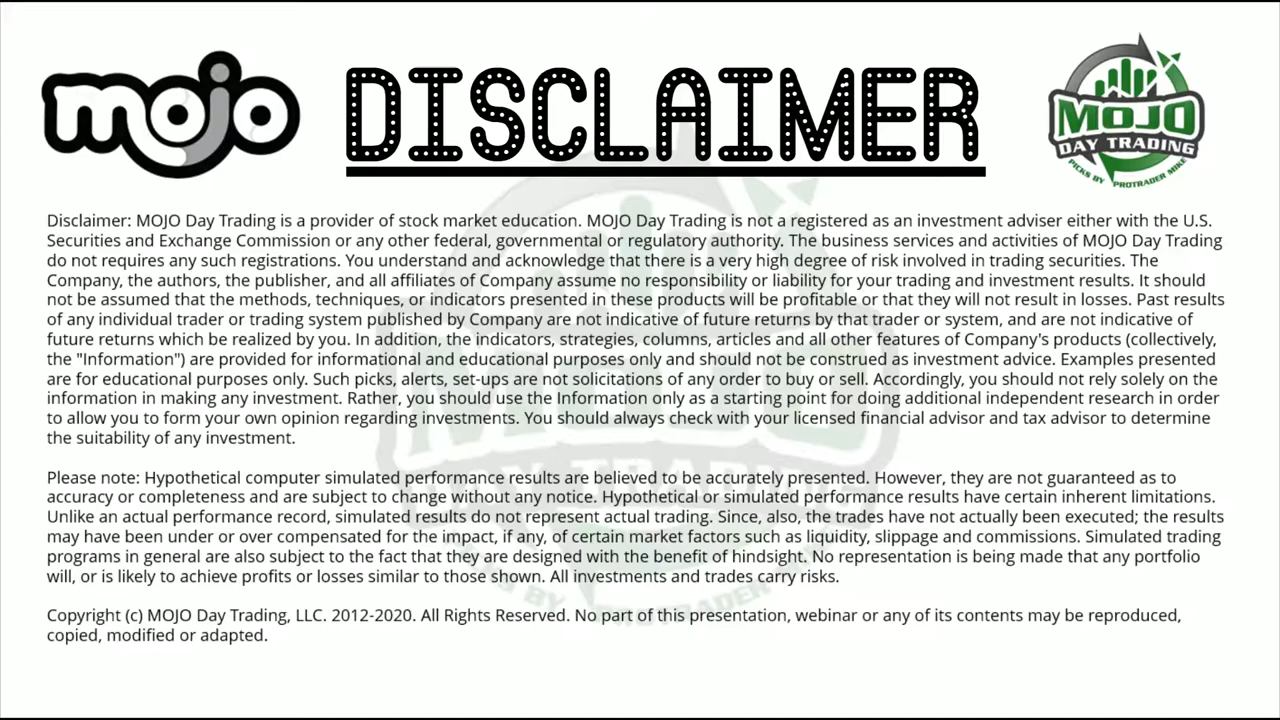 mojo
DISCLAIMER
MOJO
DAY TRADING
PICKS BY PROTRADER MIKE
Disclaimer: MOJO Day Trading is a provider of stock market education. MOJO Day Trading is not a registered as an investment adviser either with the U.S.
Securities and Exchange Commission or any other federal, governmental or regulatory authority. The business services and activities of MOJO Day Trading
do not requires any such registrations. You understand and acknowledge that there is a very high degree of risk involved in trading securities. The
Company, the authors, the publisher, and all affiliates of Company assume no responsibility or liability for your trading and investment results. It should
not be assumed that the methods, techniques, or indicators presented in these products will be profitable or that they will not result in losses. Past results
of any individual trader or trading system published by Company are not indicative of future returns by that trader or system, and are not indicative of
future returns which be realized by you. In addition, the indicators, strategies, columns, articles and all other features of Company's products (collectively,
the "Information") are provided for informational and educational purposes only and should not be construed as investment advice. Examples presented
are for educational purposes only. Such picks, alerts, set-ups are not solicitations of any order to buy or sell. Accordingly, you should not rely solely on the
information in making any investment. Rather, you should use the Information only as a starting point for doing additional independent research in order
to allow you to form your own opinion regarding investments. You should always check with your licensed financial advisor and tax advisor to determine
the suitability of any investment.
Please note: Hypothetical computer simulated performance results are believed to be accurately presented. However, they are not guaranteed as to
accuracy or completeness and are subject to change without any notice. Hypothetical or simulated performance results have certain inherent limitations.
Unlike an actual performance record, simulated results do not represent actual trading. Since, also, the trades have not actually been executed; the results
may have been under or over compensated for the impact, if any, of certain market factors such as liquidity, slippage and commissions. Simulated trading
programs in general are also subject to the fact that they are designed with the benefit of hindsight. No representation is being made that any portfolio
will, or is likely to achieve profits or losses similar to those shown. All investments and trades carry risks.
Copyright (c) MOJO Day Trading, LLC. 2012-2020. All Rights Reserved. No part of this presentation, webinar or any of its contents may be reproduced,
copied, modified or adapted.